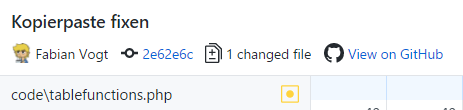 Kopierpaste fixen
Fabian Vogt 2e62e6c 1 changed file View on GitHub
code\tablefunctions.php